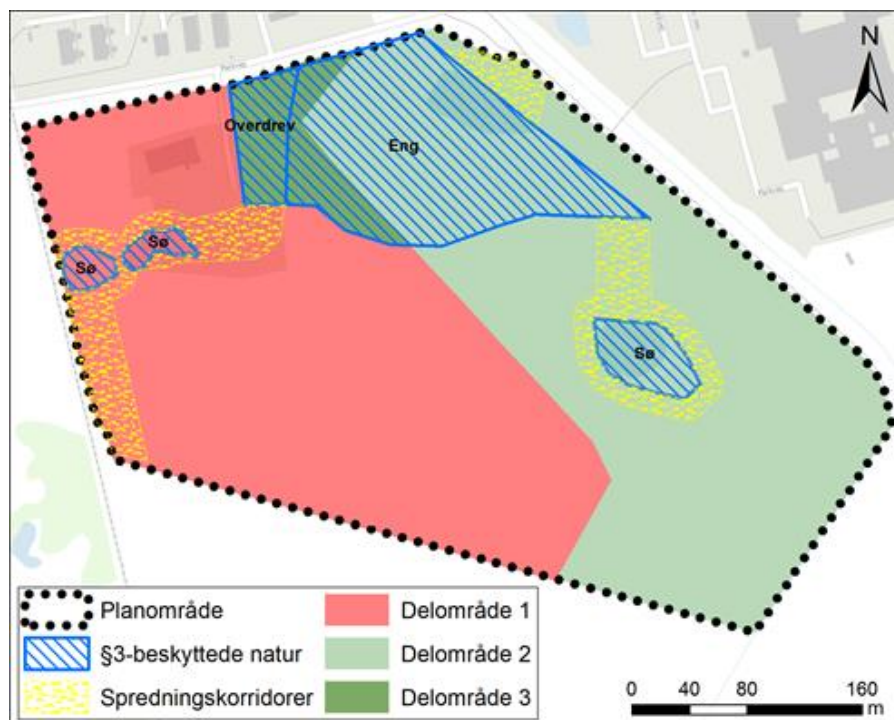 N
Overdrev
Eng
Sø
Sø
Sø
Planområde
§3-beskyttede natur
Spredningskorridorer
Delområde 1
Delområde 2
Delområde 3
0 40 80 160
m